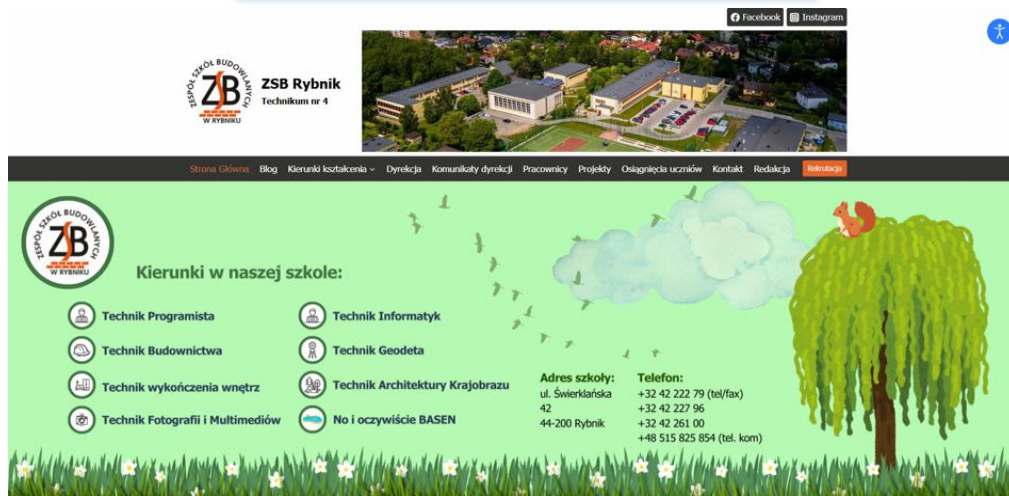 Facebook
Instagram
ZESPÓŁ SZKÓŁ BUDOWLANYCH
ZSB
W RYBNIKU
ZSB Rybnik
Technikum nr 4
Strona Główna Blog Kierunki kształcenia Dyrekcja Komunikaty dyrekcji Pracownicy Projekty Osiągnięcia uczniów Kontakt Redakcja Rekrutacja
ZESPÓŁ SZKÓŁ BUDOWLANYCH
ZSB
W RYBNIKU
Kierunki w naszej szkole:
Technik Programista
Technik Budownictwa
Technik wykończenia wnętrz
Technik Fotografii i Multimediów
Technik Informatyk
Technik Geodeta
Technik Architektury Krajobrazu
No i oczywiście BASEN
Adres szkoły:
ul. Świerklańska
42
44-200 Rybnik
Telefon:
+32 42 222 79 (tel/fax)
+32 42 227 96
+32 42 261 00
+48 515 825 854 (tel. kom)